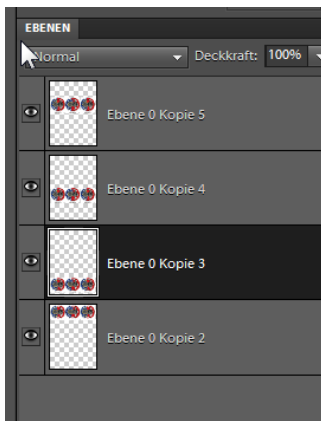 EBENEN
Normal Deckkraft: 100%
Ebene 0 Kopie 5
Ebene 0 Kopie 4
Ebene 0 Kopie 3
Ebene 0 Kopie 2